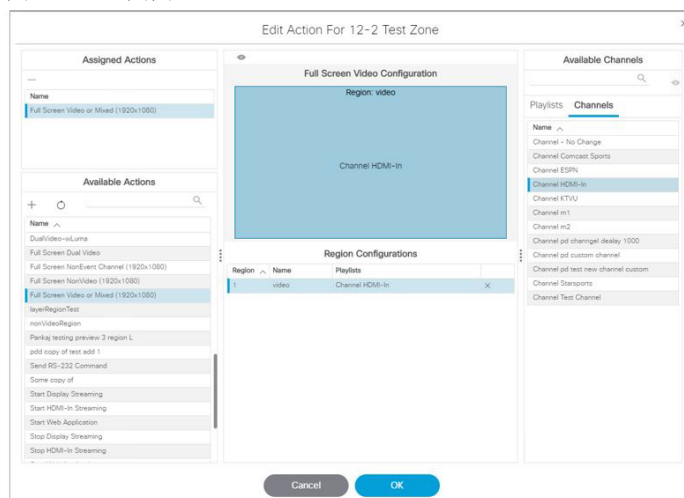 Edit Action For 12-2 Test Zone
Assigned Actions
Name
Full Screen Video or Mixed (1920x1080)
Available Actions
Name
DualVideo-wLuma
Full Screen Dual Video
Full Screen NonEvent Channel (1920x1080)
Full Screen NonVideo (1920x1080)
Full Screen Video or Mixed (1920x1080)
layerRegionTest
nonVideoRegion
Pankaj testing preview 3 region L
pdd copy of test add 1
Send RS-232 Command
Some copy of
Start Display Streaming
Start HDMI-In Streaming
Start Web Application
Stop Display Streaming
Stop HDMI-In Streaming
Full Screen Video Configuration
Region: video
Channel HDMI-In
Region Configurations
Region Name Playlists
1 video Channel HDMI-In
Available Channels
Playlists Channels
Name
Channel - No Change
Channel Comcast Sports
Channel ESPN
Channel HDMI-In
Channel KTVU
Channel m1
Channel m2
Channel pd channgel dealay 1000
Channel pd custom channel
Channel pd test new channel custom
Channel Starsports
Channel Test Channel
Cancel OK